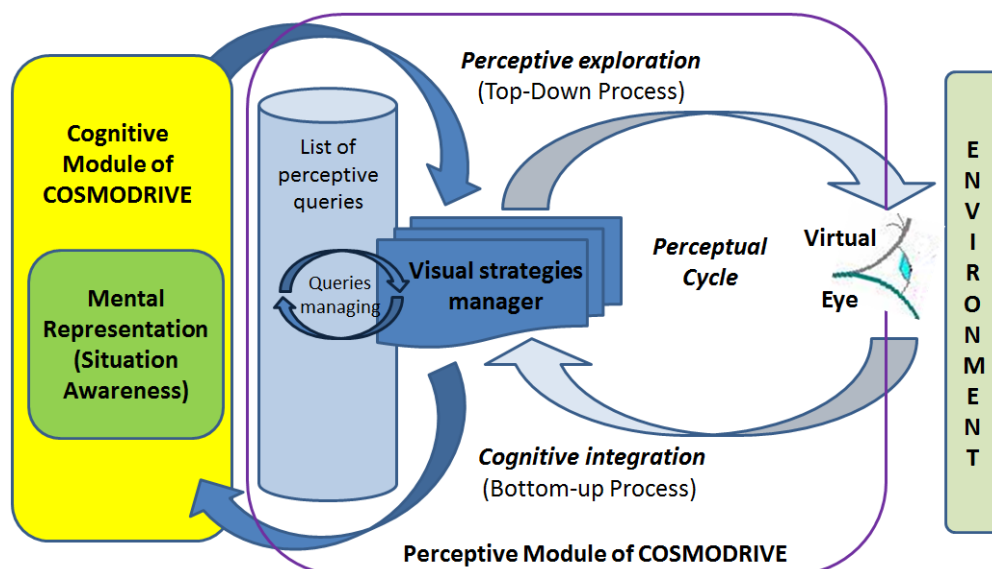 Cognitive
Module of
COSMODRIVE
Mental
Representation
(Situation
Awareness)
List of
perceptive
queries
Queries
managing
Visual strategies
manager
Perceptive exploration
(Top-Down Process)
Perceptual
Cycle
Virtual
Eye
Cognitive integration
(Bottom-up Process)
Perceptive Module of COSMODRIVE
E
N
V
I
R
O
N
M
E
N
T